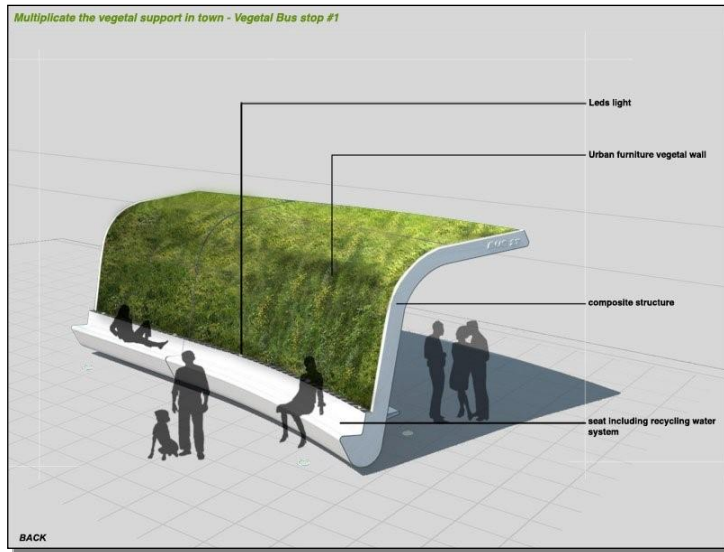 Multiplicate the vegetal support in town - Vegetal Bus stop #1
Leds light
Urban furniture vegetal wall
composite structure
seat including recycling water
system
BACK